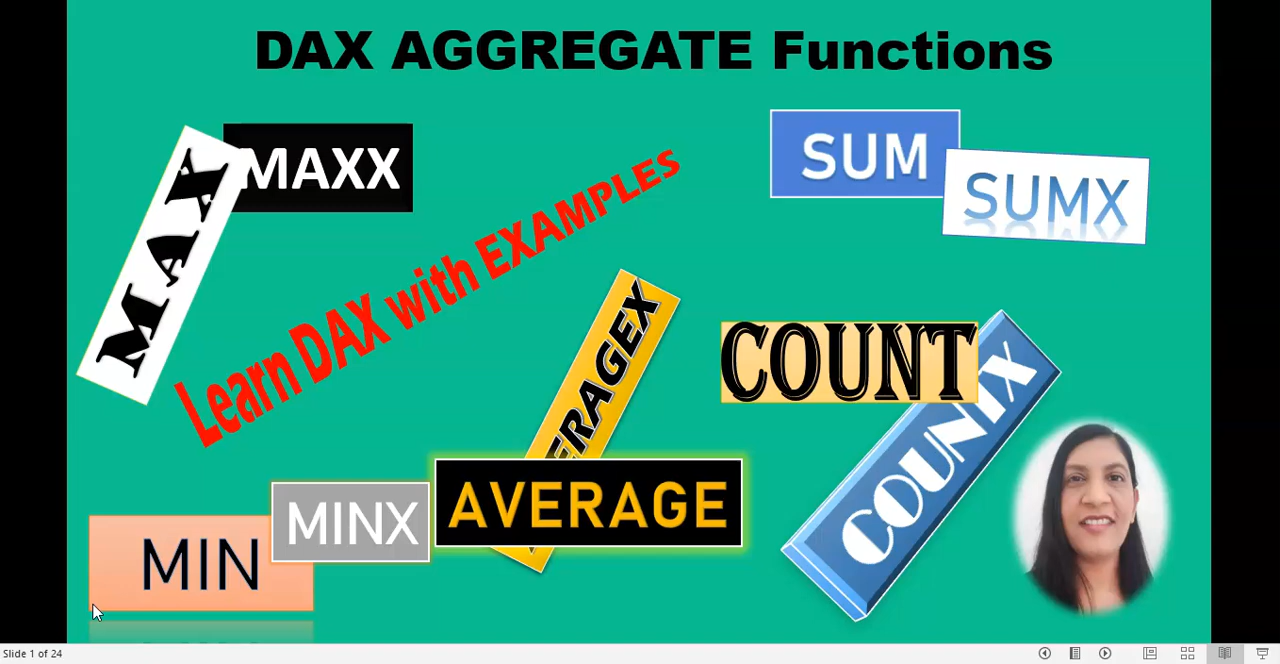 DAX AGGREGATE Functions
MAX
MAXX
SUM
SUMX
Learn DAX with EXAMPLES
COUNT
AVERAGE
MINX
MIN
Slide 1 of 24